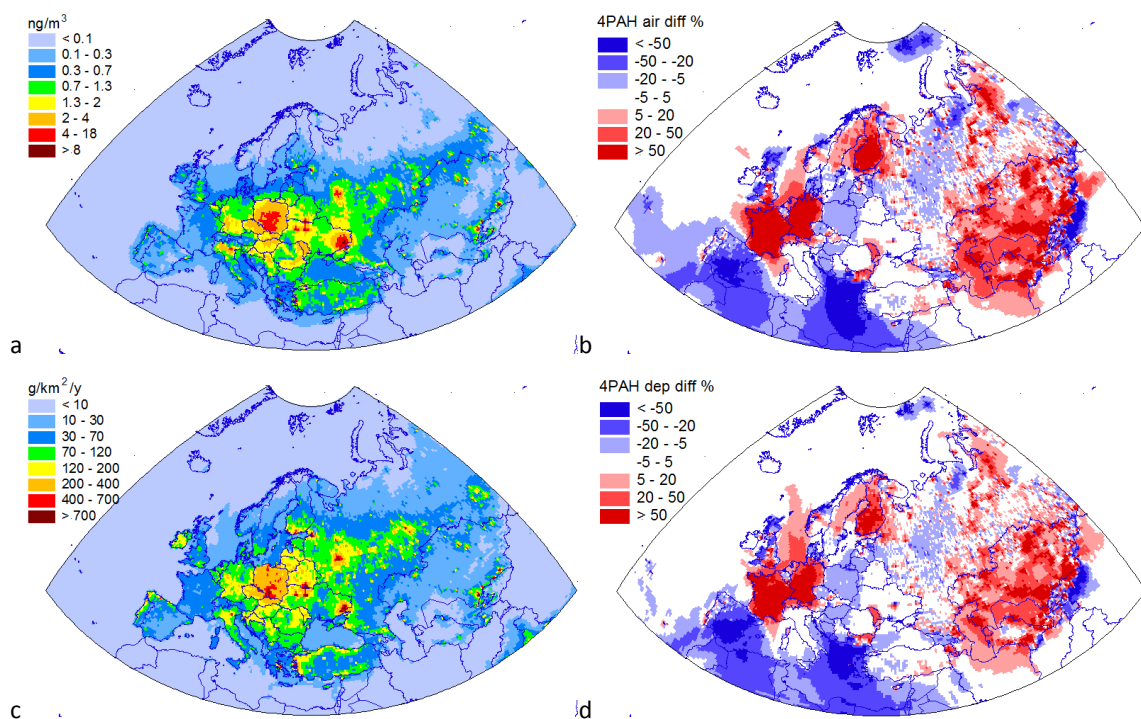 ng/m³
< 0.1
0.1 - 0.3
0.3 - 0.7
0.7 - 1.3
1.3 - 2
2 - 4
4 - 18
> 8
a
4PAH air diff %
< -50
-50 - -20
-20 - -5
-5 - 5
5 - 20
20 - 50
> 50
b
g/km²/y
< 10
10 - 30
30 - 70
70 - 120
120 - 200
200 - 400
400 - 700
> 700
c
4PAH dep diff %
< -50
-50 - -20
-20 - -5
-5 - 5
5 - 20
20 - 50
> 50
d